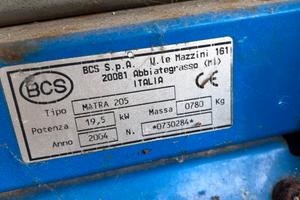 BCS S.p.A. V.le Mazzini 161
20081 Abbiategrasso (MI)
ITALIA
BCS
CE
Tipo MATRA 205
Potenza 19,5 kW Massa 0780 Kg
Anno 2004 N. *0730284*